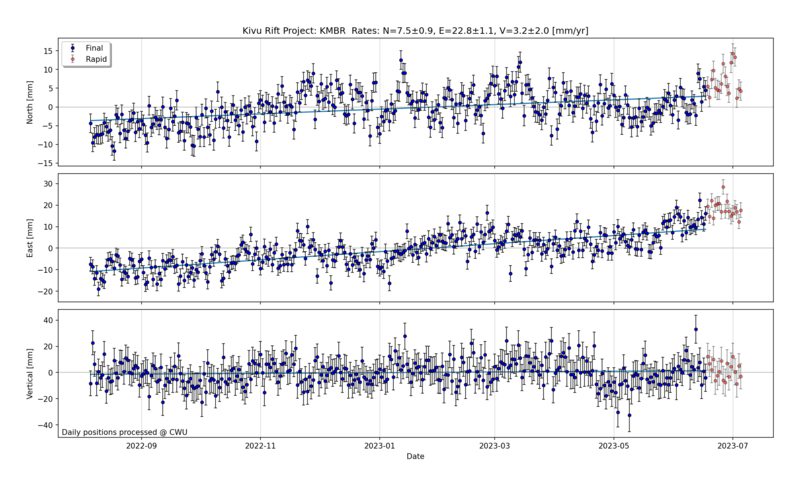 Kivu Rift Project: KMBR Rates: N=7.5±0.9, E=22.8±1.1, V=3.2±2.0 [mm/yr]
Final
Rapid
15
10
5
0
−5
−10
−15
North [mm]
30
20
10
0
−10
−20
East [mm]
40
20
0
−20
−40
Vertical [mm]
Daily positions processed @ CWU
2022-09 2022-11 2023-01 2023-03 2023-05 2023-07
Date